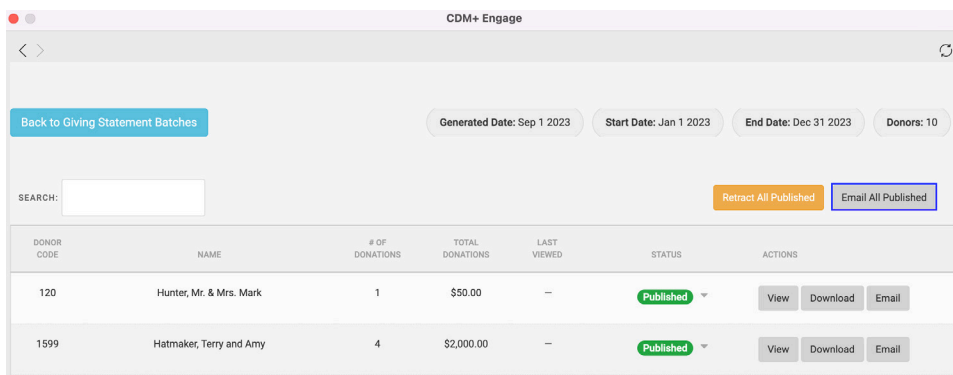 CDM+ Engage
Back to Giving Statement Batches
Generated Date: Sep 1 2023
Start Date: Jan 1 2023
End Date: Dec 31 2023
Donors: 10
SEARCH:
Retract All Published
Email All Published
DONOR CODE
NAME
# OF DONATIONS
TOTAL DONATIONS
LAST VIEWED
STATUS
ACTIONS
120 Hunter, Mr. & Mrs. Mark 1 $50.00 — Published View Download Email
1599 Hatmaker, Terry and Amy 4 $2,000.00 — Published View Download Email